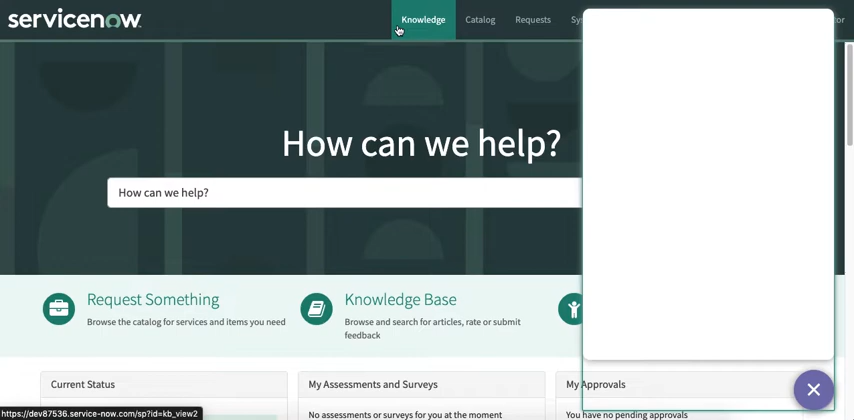 servicenow
Knowledge
Catalog
Requests
How can we help?
How can we help?
Request Something
Browse the catalog for services and items you need
Knowledge Base
Browse and search for articles, rate or submit
feedback
Current Status
My Assessments and Surveys
No assessments or surveys for you at the moment
My Approvals
You have no pending approvals
https://dev87536.service-now.com/sp?id=kb_view2